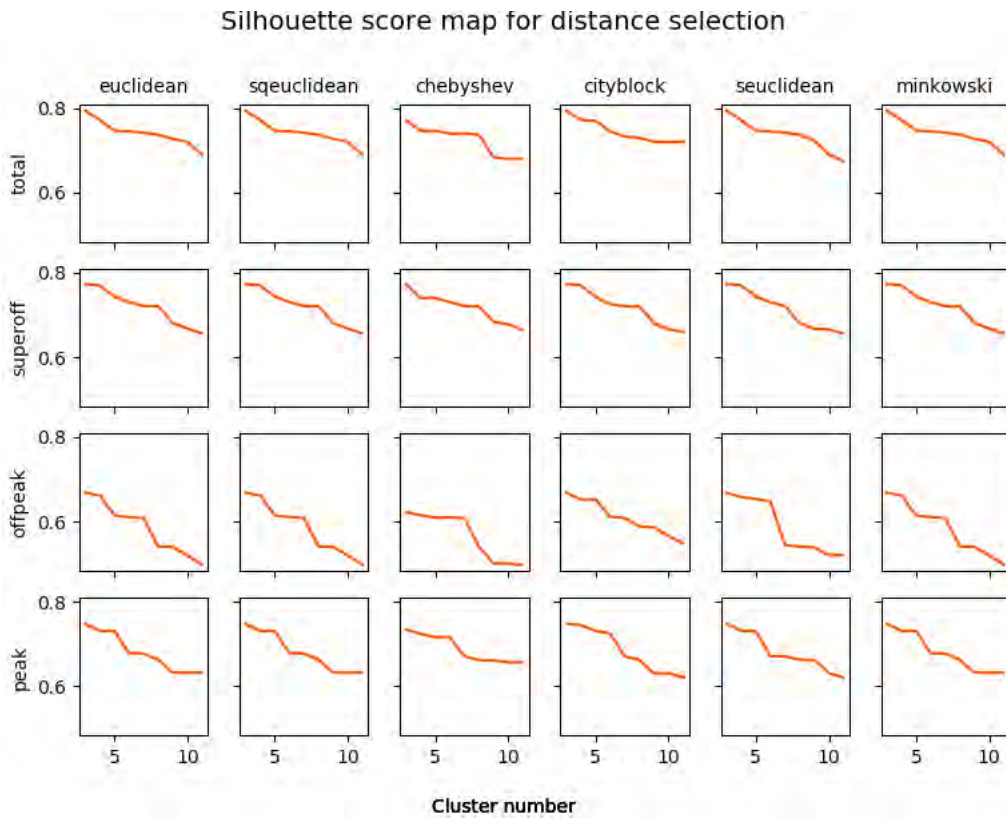 Silhouette score map for distance selection
euclidean sqeuclidean chebyshev cityblock seuclidean minkowski
total 0.8 0.6
superoff 0.8 0.6
offpeak 0.8 0.6
peak 0.8 0.6
5 10 5 10 5 10 5 10 5 10 5 10
Cluster number